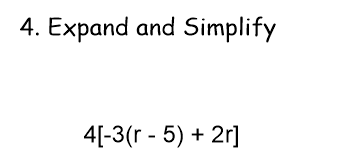 4. Expand and Simplify
4[-3(r - 5) + 2r]